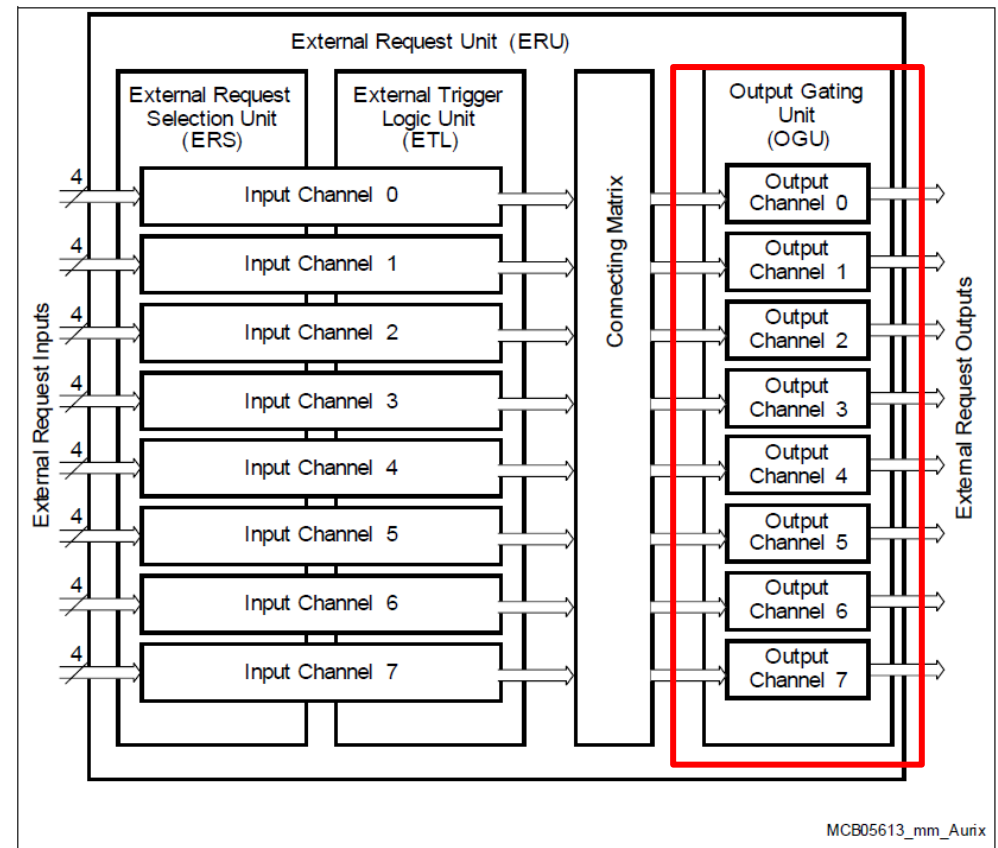 External Request Unit (ERU)
External Request
Selection Unit
(ERS)
External Trigger
Logic Unit
(ETL)
Connecting Matrix
Output Gating
Unit
(OGU)
External Request Inputs
4
Input Channel 0
Output
Channel 0
4
Input Channel 1
Output
Channel 1
4
Input Channel 2
Output
Channel 2
4
Input Channel 3
Output
Channel 3
4
Input Channel 4
Output
Channel 4
4
Input Channel 5
Output
Channel 5
4
Input Channel 6
Output
Channel 6
4
Input Channel 7
Output
Channel 7
External Request Outputs
MCB05613_mm_Aurix